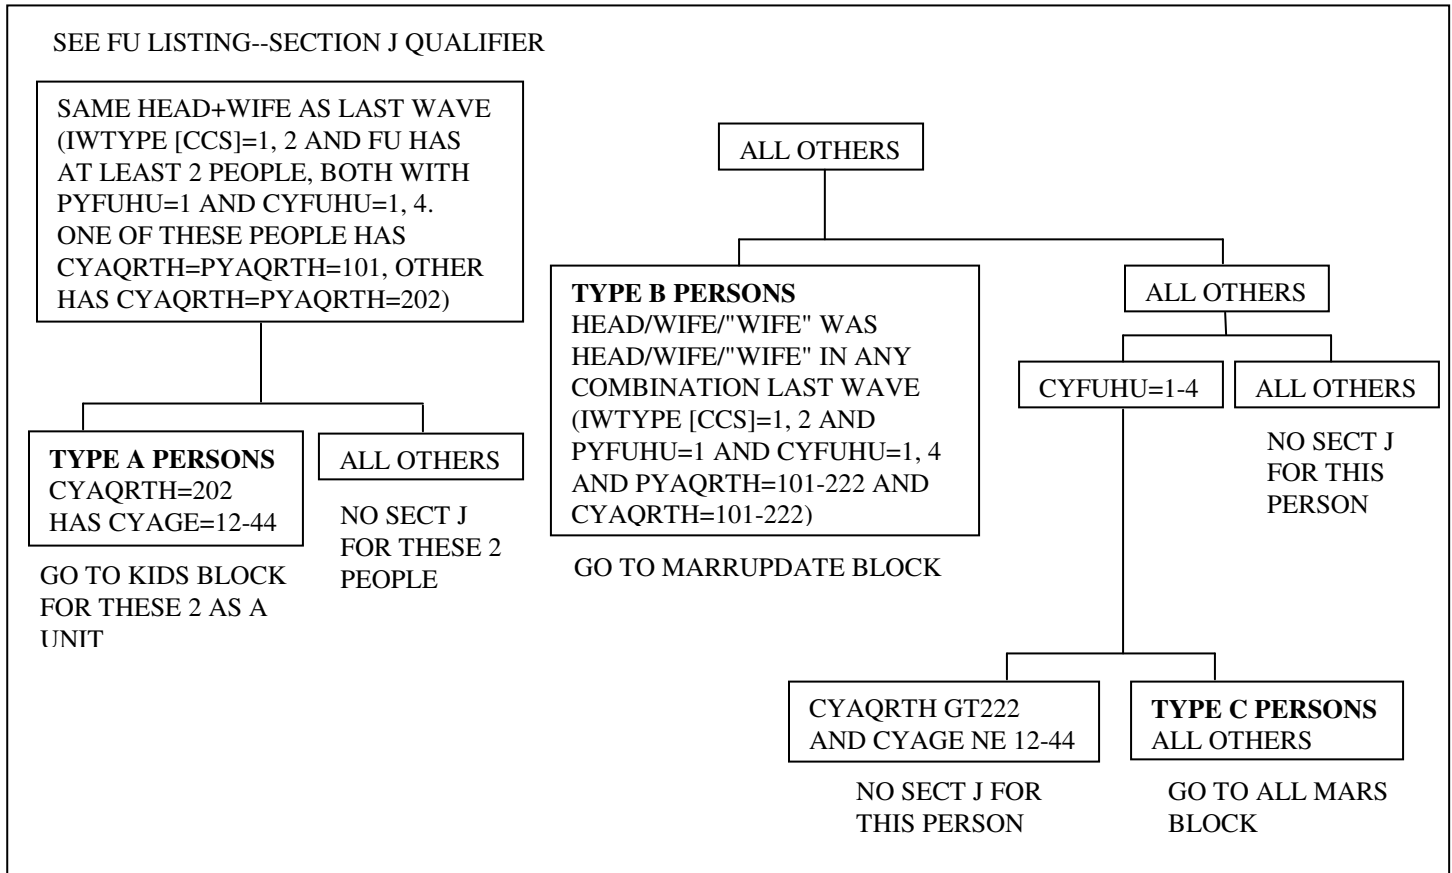 SEE FU LISTING--SECTION J QUALIFIER
SAME HEAD+WIFE AS LAST WAVE
(IWTYPE [CCS]=1, 2 AND FU HAS
AT LEAST 2 PEOPLE, BOTH WITH
PYFUHU=1 AND CYFUHU=1, 4.
ONE OF THESE PEOPLE HAS
CYAQRTH=PYAQRTH=101, OTHER
HAS CYAQRTH=PYAQRTH=202)
TYPE A PERSONS
CYAQRTH=202
HAS CYAGE=12-44
GO TO KIDS BLOCK
FOR THESE 2 AS A
UNIT
ALL OTHERS
NO SECT J
FOR THESE 2
PEOPLE
ALL OTHERS
TYPE B PERSONS
HEAD/WIFE/"WIFE" WAS
HEAD/WIFE/"WIFE" IN ANY
COMBINATION LAST WAVE
(IWTYPE [CCS]=1, 2 AND
PYFUHU=1 AND CYFUHU=1, 4
AND PYAQRTH=101-222 AND
CYAQRTH=101-222)
GO TO MARRUPDATE BLOCK
ALL OTHERS
CYFUHU=1-4
ALL OTHERS
NO SECT J
FOR THIS
PERSON
CYAQRTH GT222
AND CYAGE NE 12-44
NO SECT J FOR
THIS PERSON
TYPE C PERSONS
ALL OTHERS
GO TO ALL MARS
BLOCK